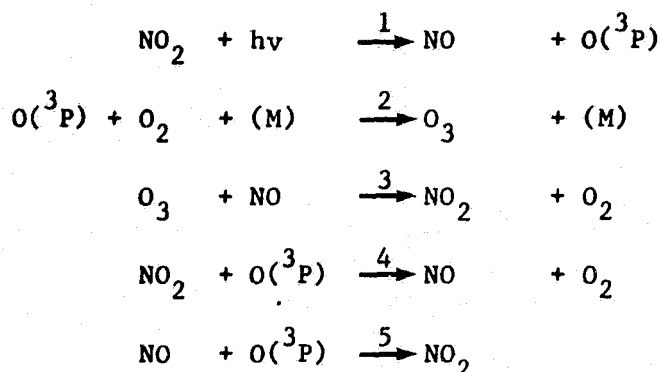 NO₂ + hν —1→ NO + O(³P)
O(³P) + O₂ + (M) —2→ O₃ + (M)
O₃ + NO —3→ NO₂ + O₂
NO₂ + O(³P) —4→ NO + O₂
NO + O(³P) —5→ NO₂